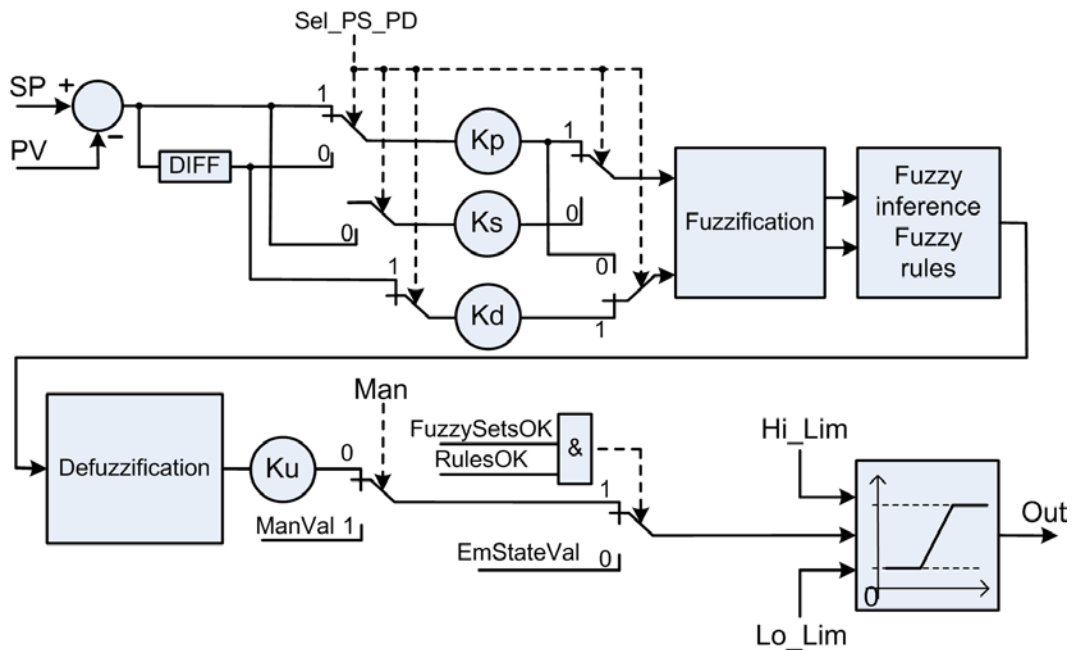 Sel_PS_PD
SP
+
−
PV
DIFF
1
0
Kp
1
0
Ks
0
1
Kd
0
1
Fuzzification
Fuzzy
inference
Fuzzy
rules
Defuzzification
Ku
0
Man
ManVal 1
FuzzySetsOK
RulesOK
&
1
EmStateVal 0
Hi_Lim
Lo_Lim
0
Out